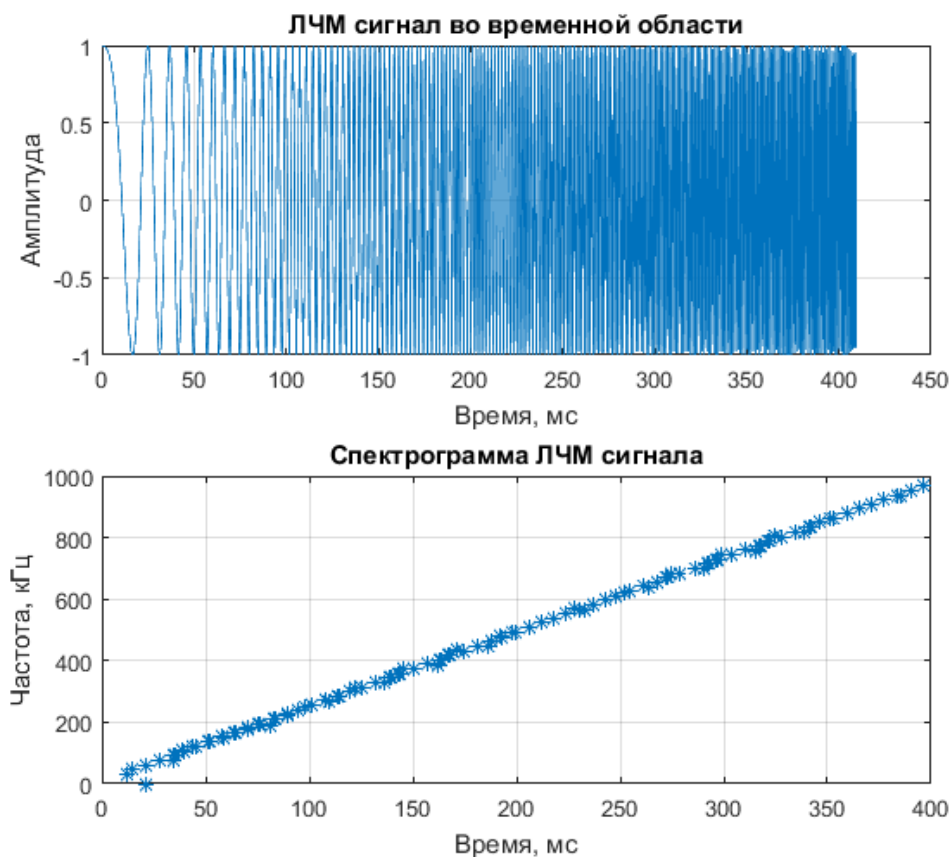 ЛЧМ сигнал во временной области
1
0.5
0
-0.5
-1
Амплитуда
0 50 100 150 200 250 300 350 400 450
Время, мс
Спектрограмма ЛЧМ сигнала
1000
800
600
400
200
0
Частота, кГц
0 50 100 150 200 250 300 350 400
Время, мс